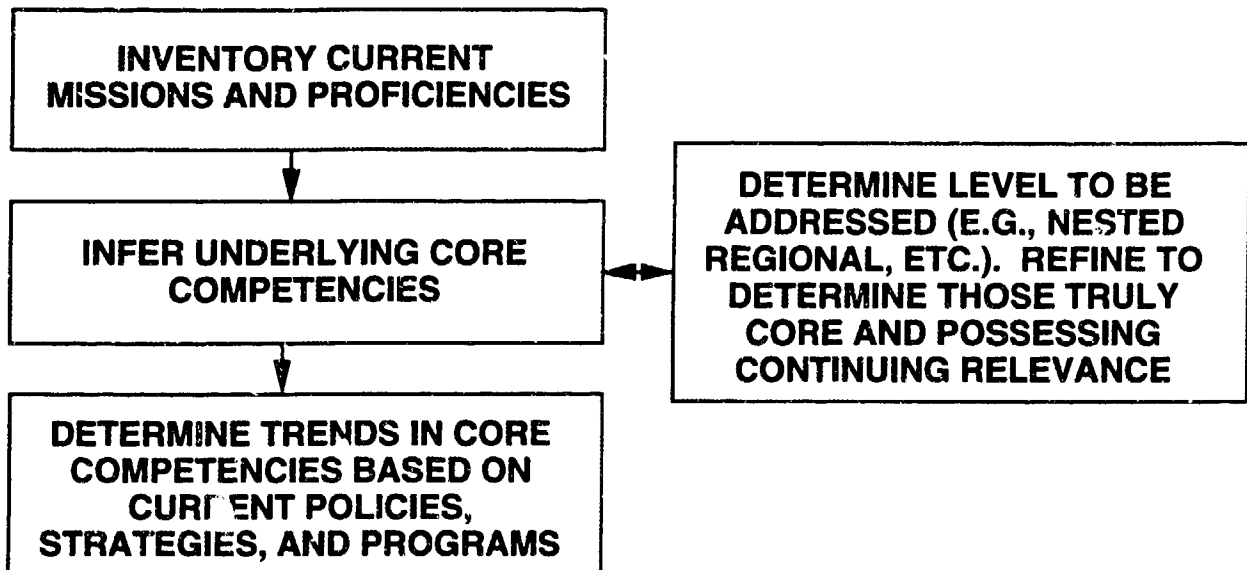 INVENTORY CURRENT
MISSIONS AND PROFICIENCIES
INFER UNDERLYING CORE
COMPETENCIES
DETERMINE LEVEL TO BE
ADDRESSED (E.G., NESTED
REGIONAL, ETC.). REFINE TO
DETERMINE THOSE TRULY
CORE AND POSSESSING
CONTINUING RELEVANCE
DETERMINE TRENDS IN CORE
COMPETENCIES BASED ON
CURRENT POLICIES,
STRATEGIES, AND PROGRAMS